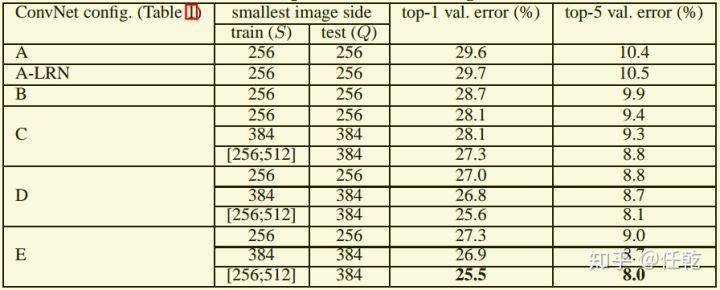 ConvNet config. (Table 1) smallest image side top-1 val. error (%) top-5 val. error (%)
train (S) test (Q)
A 256 256 29.6 10.4
A-LRN 256 256 29.7 10.5
B 256 256 28.7 9.9
C 256 256 28.1 9.4
384 384 28.1 9.3
[256;512] 384 27.3 8.8
D 256 256 27.0 8.8
384 384 26.8 8.7
[256;512] 384 25.6 8.1
E 256 256 27.3 9.0
384 384 26.9 8.7
[256;512] 384 25.5 8.0
知乎 @任乾